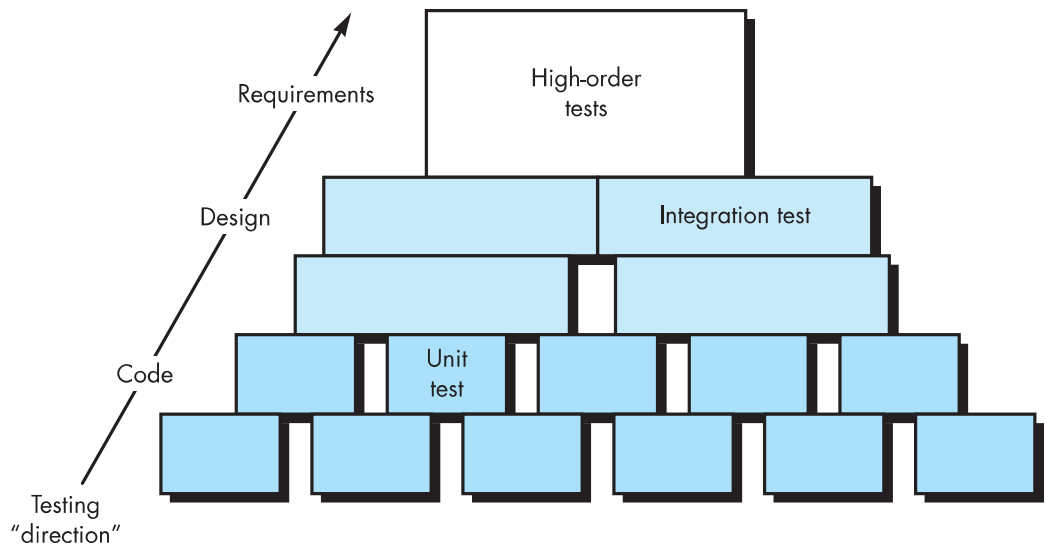 High-order
tests
Requirements
Design
Integration test
Unit
test
Code
Testing
“direction”